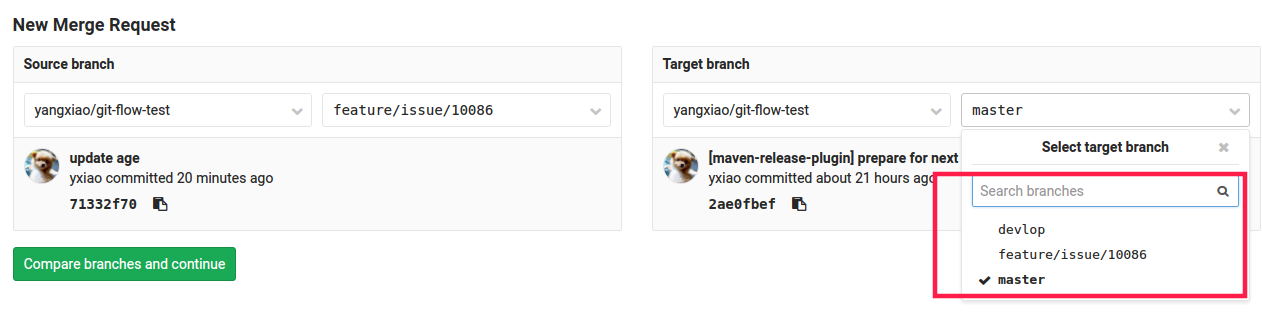 New Merge Request
Source branch
yangxiao/git-flow-test
feature/issue/10086
update age
yxiao committed 20 minutes ago
71332f70
Compare branches and continue
Target branch
yangxiao/git-flow-test
master
[maven-release-plugin] prepare for next
yxiao committed about 21 hours ago
2ae0fbef
Select target branch
Search branches
devlop
feature/issue/10086
master